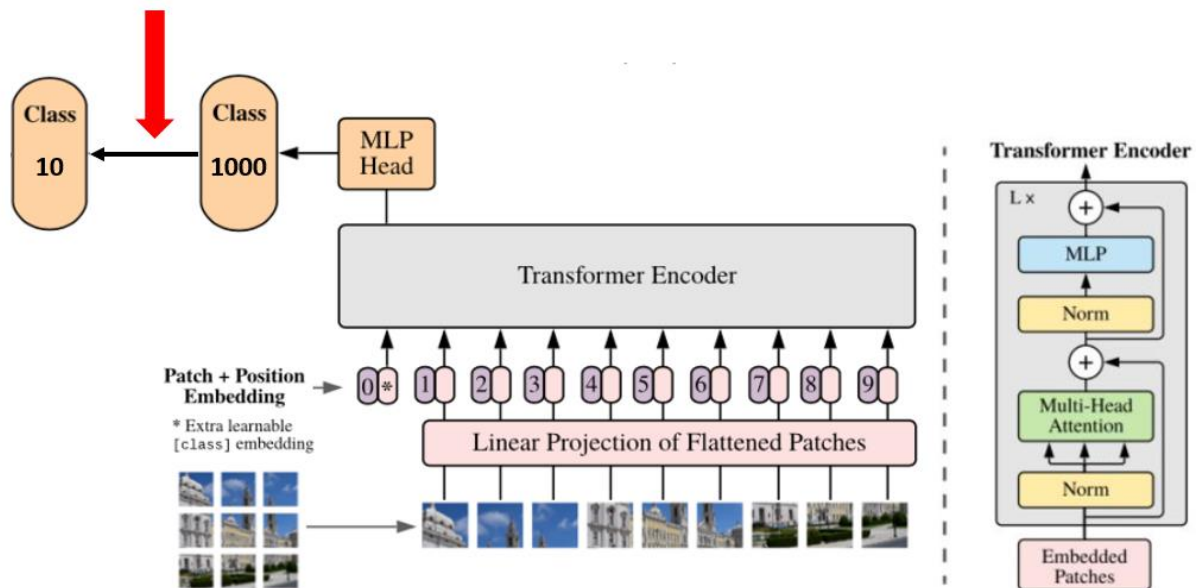 Class
10
Class
1000
MLP
Head
Transformer Encoder
Patch + Position
Embedding
* Extra learnable
[class] embedding
0 * 1 2 3 4 5 6 7 8 9
Linear Projection of Flattened Patches
Transformer Encoder
L ×
+
MLP
Norm
+
Multi-Head
Attention
Norm
Embedded
Patches